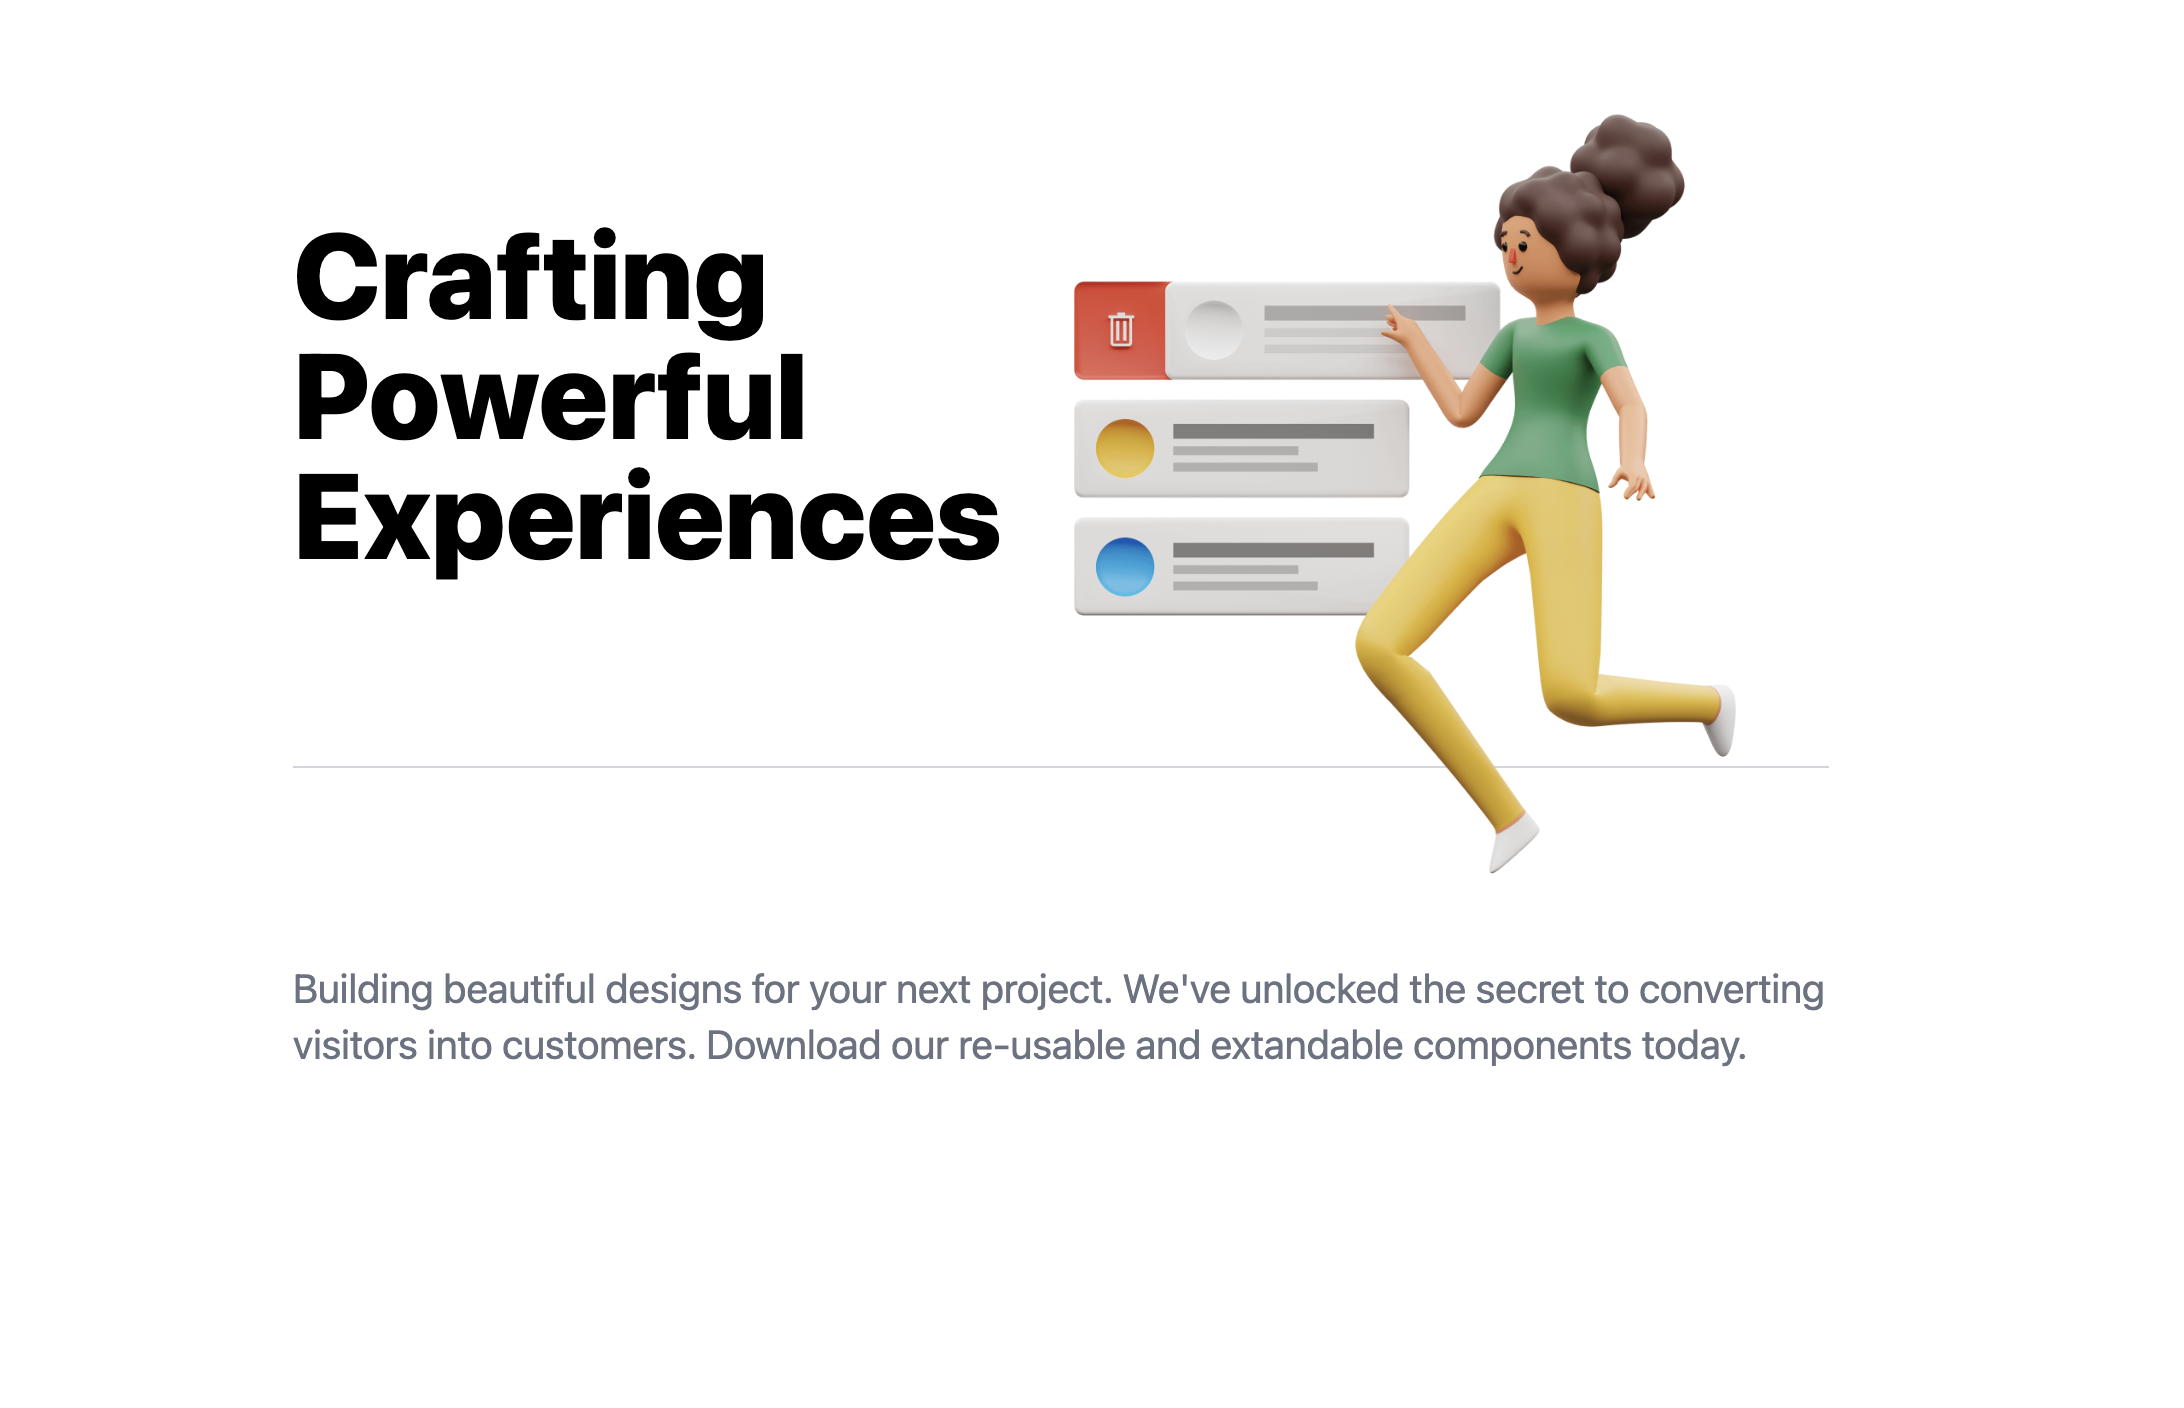 Crafting
Powerful
Experiences
Building beautiful designs for your next project. We've unlocked the secret to converting
visitors into customers. Download our re-usable and extandable components today.